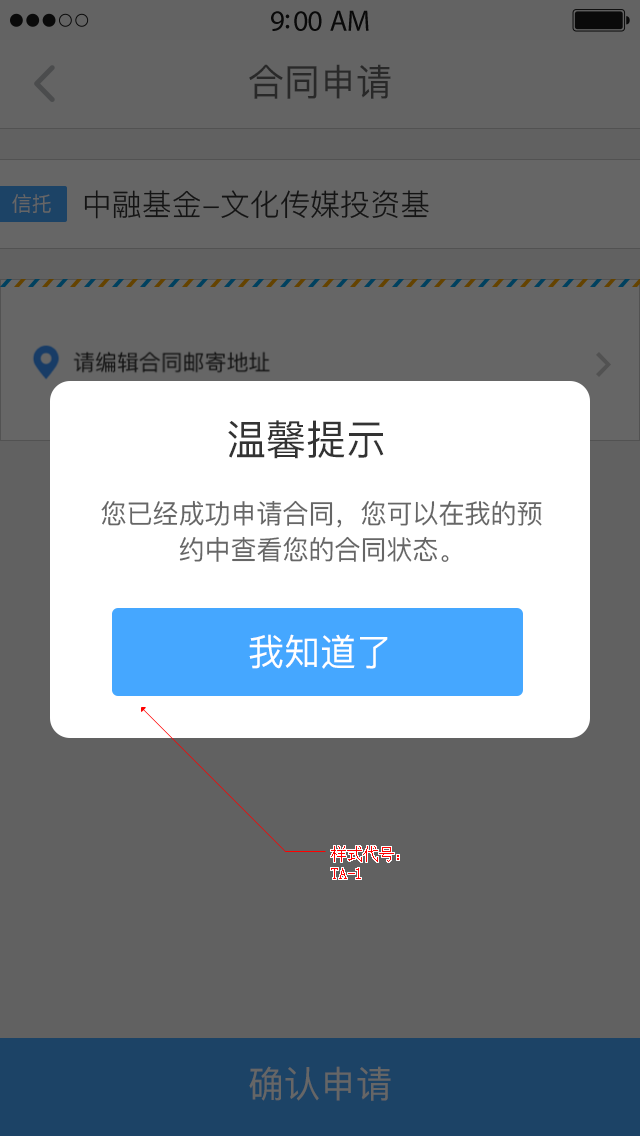 9:00 AM
合同申请
信托
中融基金-文化传媒投资基
请编辑合同邮寄地址
温馨提示
您已经成功申请合同，您可以在我的预
约中查看您的合同状态。
我知道了
样式代号：
TA-1
确认申请